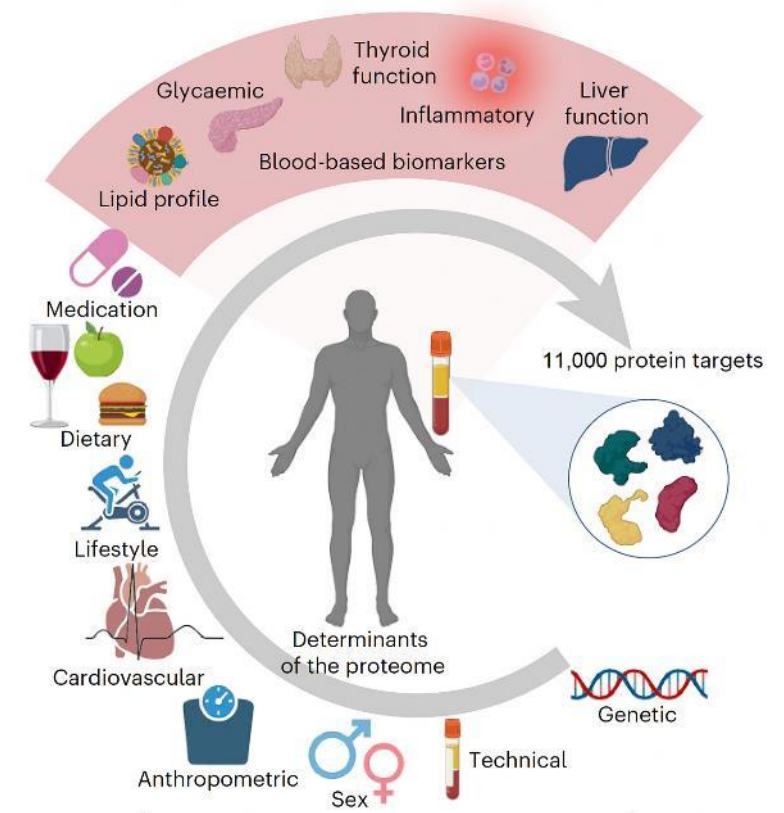 Thyroid
function
Glycaemic
Inflammatory
Liver
function
Blood-based biomarkers
Lipid profile
Medication
11,000 protein targets
Dietary
Lifestyle
Determinants
of the proteome
Cardiovascular
Genetic
Technical
Anthropometric
Sex